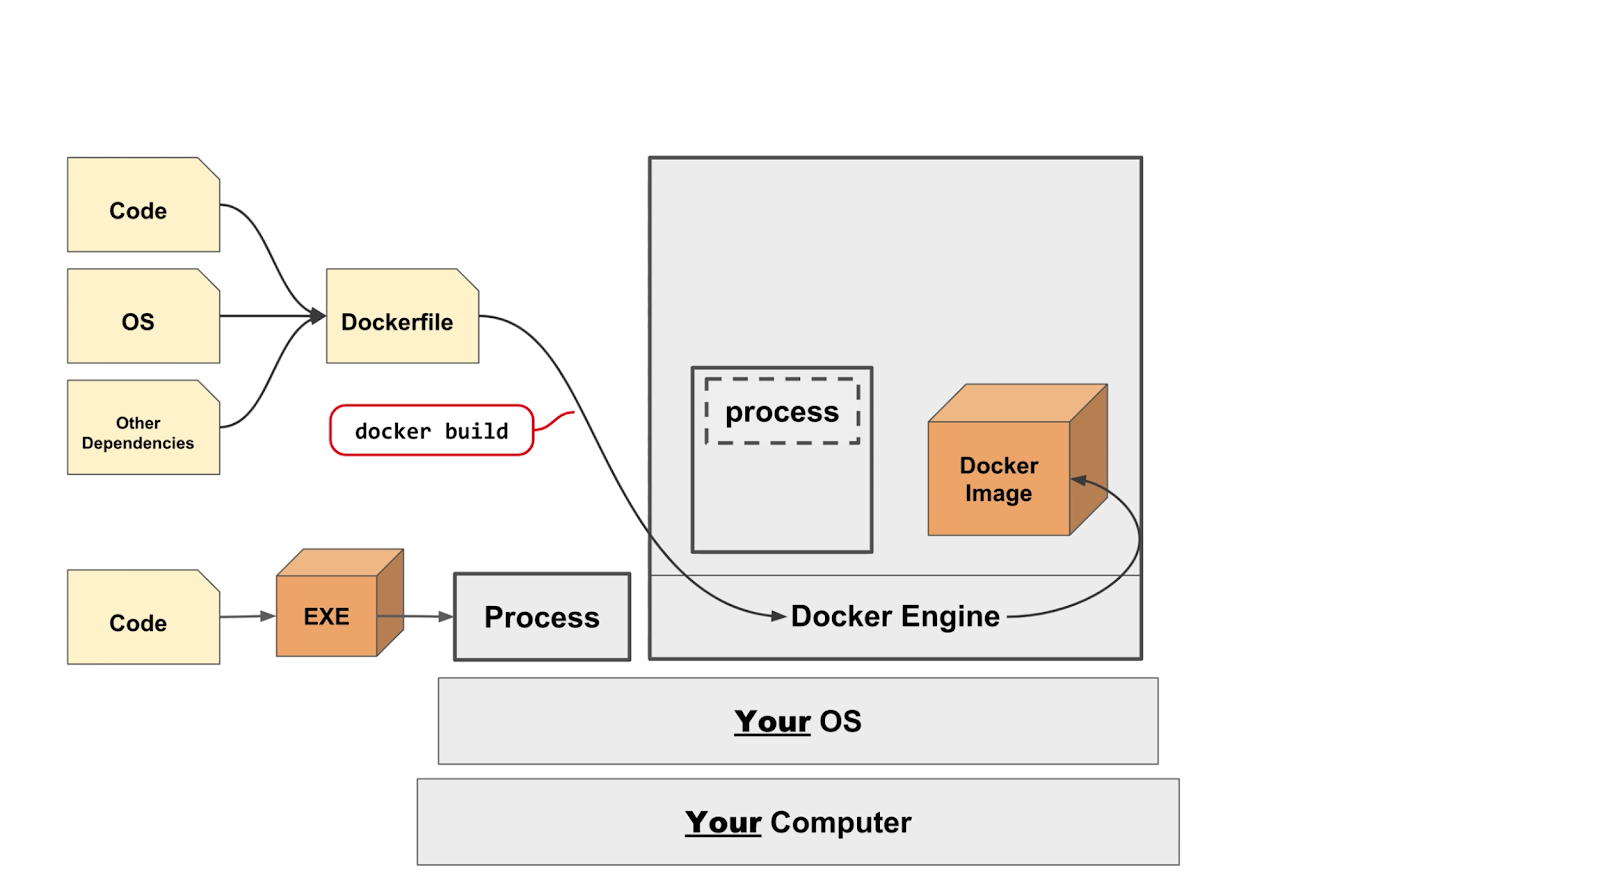 Code
OS
Other
Dependencies
Dockerfile
docker build
process
Docker
Image
Code
EXE
Process
Docker Engine
Your OS
Your Computer